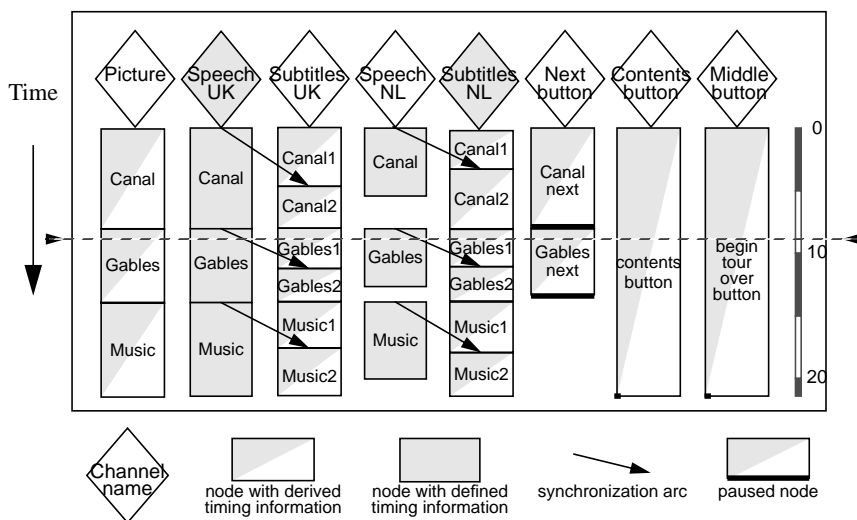 Time
Picture
Speech
UK
Subtitles
UK
Speech
NL
Subtitles
NL
Next
button
Contents
button
Middle
button
0
Canal
Canal
Canal1
Canal2
Canal
Canal1
Canal2
Canal
next
Gables
Gables
Gables1
Gables2
Gables
Gables1
Gables2
Gables
next
contents
button
begin
tour
over
button
10
Music
Music
Music1
Music2
Music
Music1
Music2
20
Channel
name
node with derived
timing information
node with defined
timing information
synchronization arc
paused node